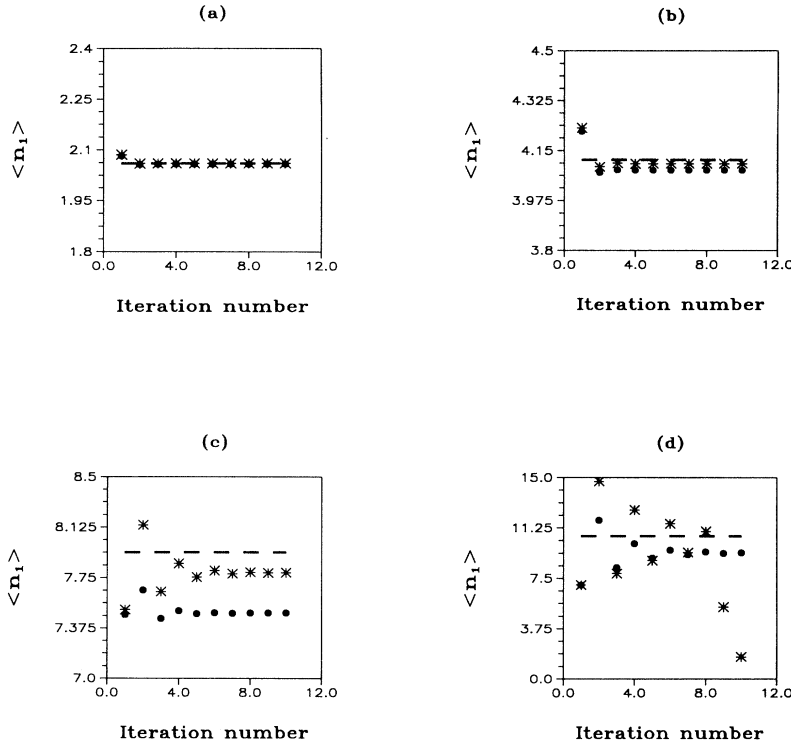 (a)
2.4
2.25
2.1
1.95
1.8
<n₁>
0.0 4.0 8.0 12.0
Iteration number
(b)
4.5
4.325
4.15
3.975
3.8
<n₁>
0.0 4.0 8.0 12.0
Iteration number
(c)
8.5
8.125
7.75
7.375
7.0
<n₁>
0.0 4.0 8.0 12.0
Iteration number
(d)
15.0
11.25
7.5
3.75
0.0
<n₁>
0.0 4.0 8.0 12.0
Iteration number